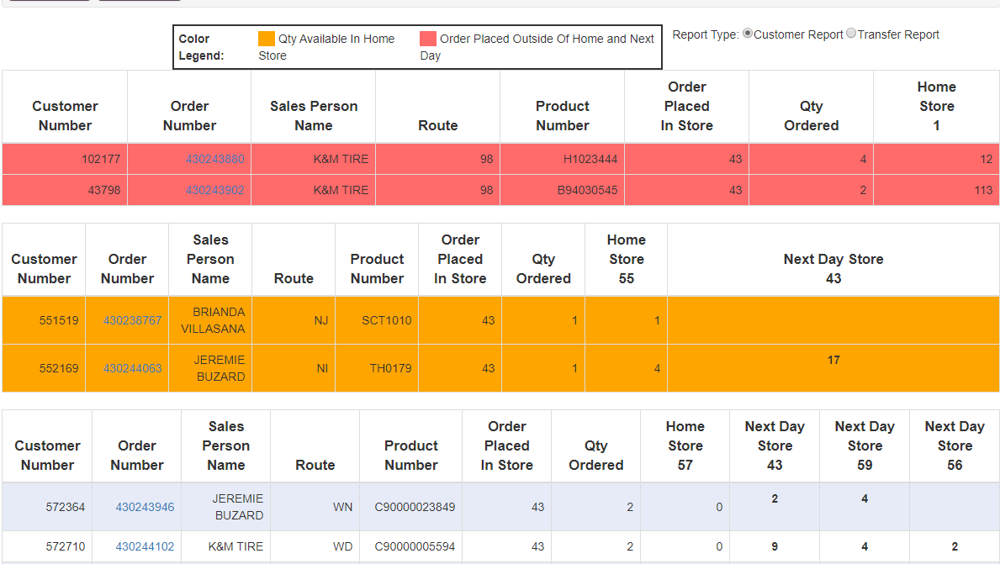 Color Legend: Qty Available In Home Store Order Placed Outside Of Home and Next Day Report Type: Customer Report Transfer Report
Customer Number Order Number Sales Person Name Route Product Number Order Placed In Store Qty Ordered Home Store 1
102177 430243880 K&M TIRE 98 H1023444 43 4 12
43798 430243902 K&M TIRE 98 B94030545 43 2 113
Customer Number Order Number Sales Person Name Route Product Number Order Placed In Store Qty Ordered Home Store 55 Next Day Store 43
551519 430238767 BRIANDA VILLASANA NJ SCT1010 43 1 1
552169 430244063 JEREMIE BUZARD NI TH0179 43 1 4 17
Customer Number Order Number Sales Person Name Route Product Number Order Placed In Store Qty Ordered Home Store 57 Next Day Store 43 Next Day Store 59 Next Day Store 56
572364 430243946 JEREMIE BUZARD WN C90000023849 43 2 0 2 4
572710 430244102 K&M TIRE WD C90000005594 43 2 0 9 4 2